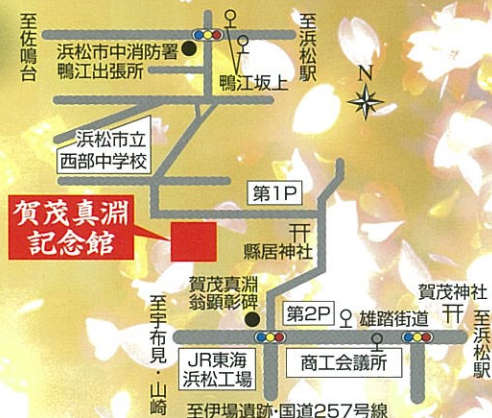 至佐鳴台
浜松市中消防署
鴨江出張所
鴨江坂上
至浜松駅
N
浜松市立
西部中学校
第1P
賀茂真淵
記念館
縣居神社
賀茂真淵
翁顕彰碑
第2P
雄踏街道
賀茂神社
至浜松駅
至宇布見・山崎
JR東海
浜松工場
商工会議所
至伊場遺跡・国道257号線